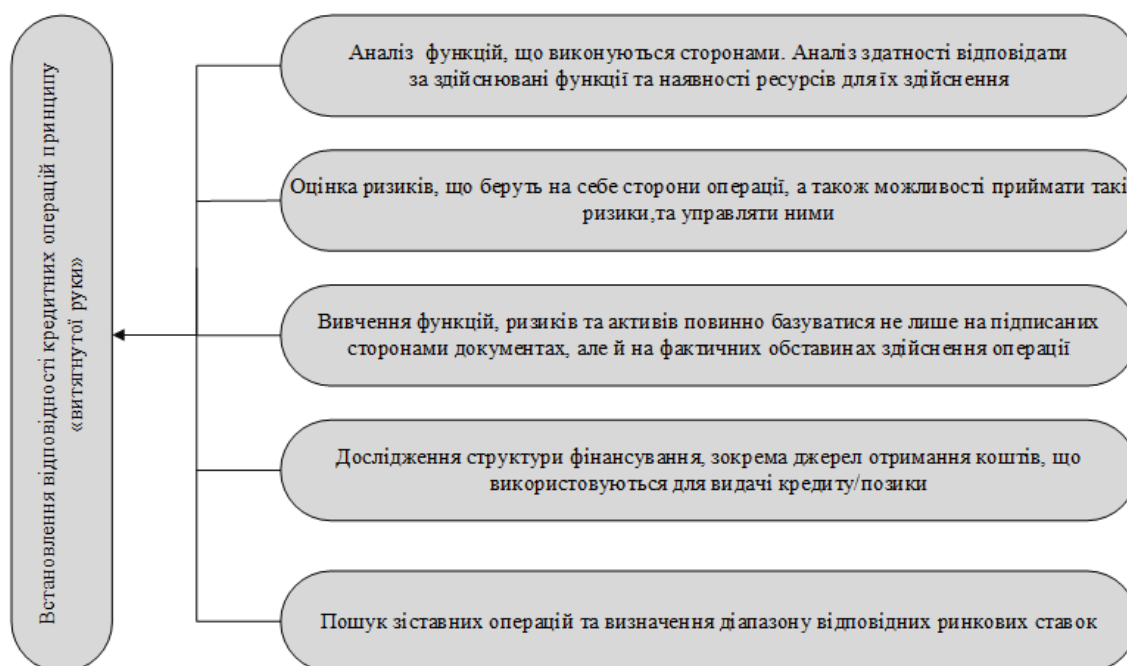 Встановлення відповідності кредитних операцій принципу
«витягнутої руки»
Аналіз функцій, що виконуються сторонами. Аналіз здатності відповідати
за здійснювані функції та наявності ресурсів для їх здійснення
Оцінка ризиків, що беруть на себе сторони операції, а також можливості приймати такі
ризики,та управляти ними
Вивчення функцій, ризиків та активів повинно базуватися не лише на підписаних
сторонами документах, але й на фактичних обставинах здійснення операції
Дослідження структури фінансування, зокрема джерел отримання коштів, що
використовуються для видачі кредиту/позики
Пошук зіставних операцій та визначення діапазону відповідних ринкових ставок